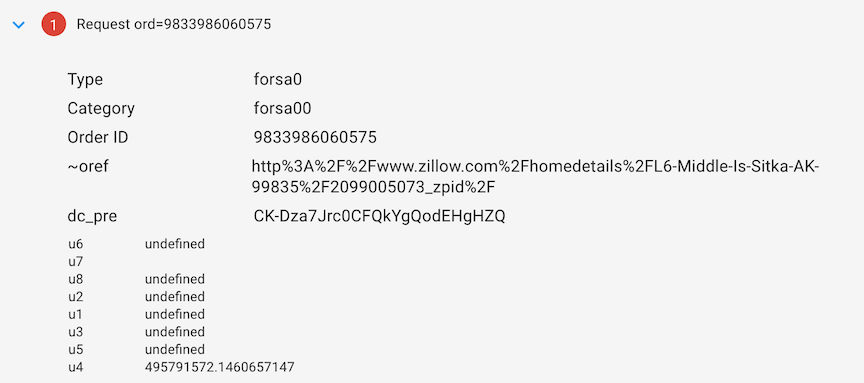 1 Request ord=9833986060575
Type forsa0
Category forsa00
Order ID 9833986060575
~oref http%3A%2F%2Fwww.zillow.com%2Fhomedetails%2FL6-Middle-Is-Sitka-AK-
99835%2F2099005073_zpid%2F
dc_pre CK-Dza7Jrc0CFQkYgQodEHgHZQ
u6 undefined
u7
u8 undefined
u2 undefined
u1 undefined
u3 undefined
u5 undefined
u4 495791572.1460657147